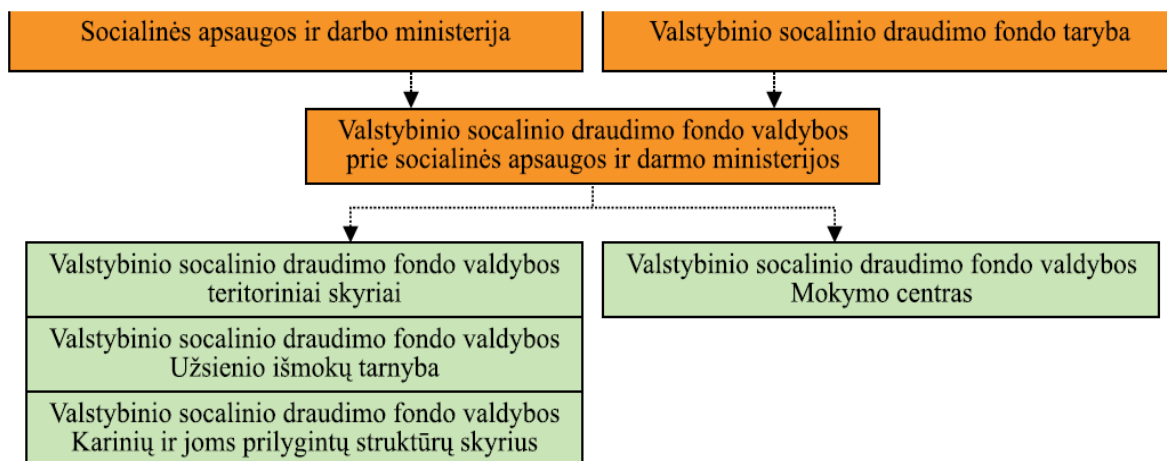 Socialinės apsaugos ir darbo ministerija
Valstybinio socalinio draudimo fondo taryba
Valstybinio socalinio draudimo fondo valdybos
prie socialinės apsaugos ir darmo ministerijos
Valstybinio socalinio draudimo fondo valdybos
teritoriniai skyriai
Valstybinio socalinio draudimo fondo valdybos
Mokymo centras
Valstybinio socalinio draudimo fondo valdybos
Užsienio išmokų tarnyba
Valstybinio socalinio draudimo fondo valdybos
Karinių ir joms prilygintų struktūrų skyrius